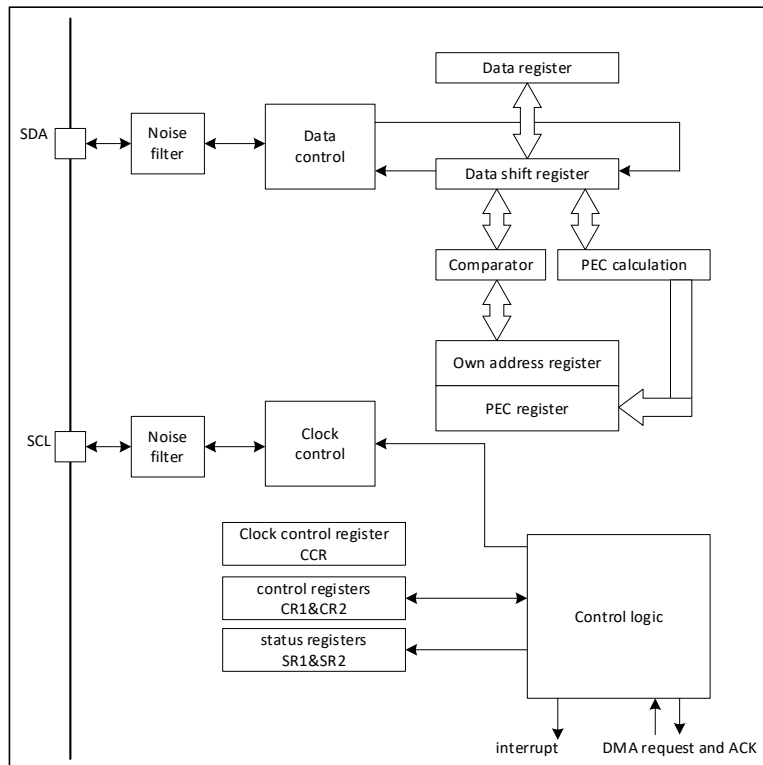 Data register
SDA
Noise
filter
Data
control
Data shift register
Comparator
PEC calculation
Own address register
PEC register
SCL
Noise
filter
Clock
control
Clock control register
CCR
control registers
CR1&CR2
status registers
SR1&SR2
Control logic
interrupt
DMA request and ACK